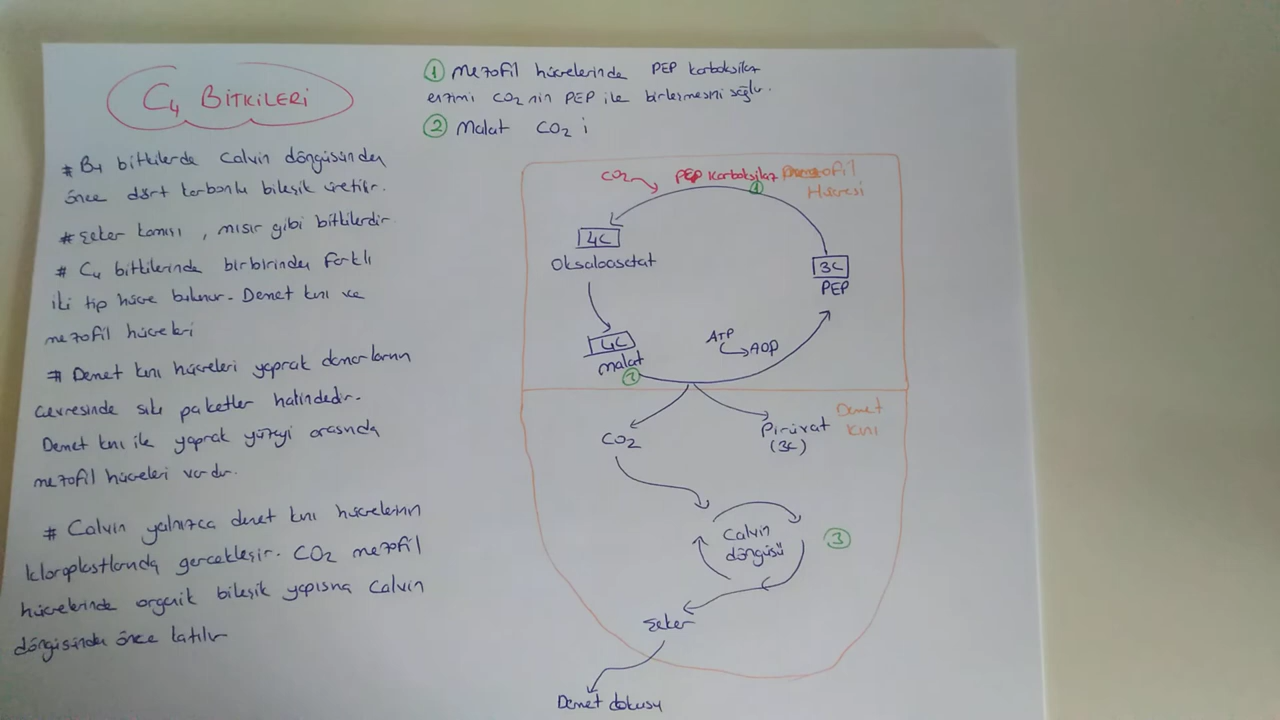 C4 BİTKİLERİ
# Bu bitkilerde Calvin döngüsünden
önce dört karbonlu bileşik üretilir.
# Şeker kamışı , mısır gibi bitkilerdir
# C4 bitkilerinde birbirinden farklı
iki tip hücre bulunur. Demet kını ve
mezofil hücreleri
# Demet kını hücreleri yaprak damarlarının
çevresinde sıkı paketler halindedir.
Demet kını ile yaprak yüzeyi arasında
mezofil hücreleri vardır.
# Calvin yalnızca demet kını hücrelerinin
kloroplastlarında gerçekleşir. CO2 mezofil
hücrelerinde organik bileşik yapısına Calvin
döngüsünden önce katılır
① Mezofil hücrelerinde PEP karboksilaz
enzimi CO2 nin PEP ile birleşmesini sağlar.
② Malat CO2 i
CO2 PEP karboksilaz
①
Hücresi
4C
Oksaloasetat
3C
PEP
4C
malat
②
ATP
ADP
CO2
Pirüvat
(3C)
Demet
kını
Calvin
döngüsü
③
Şeker
Demet dokusu